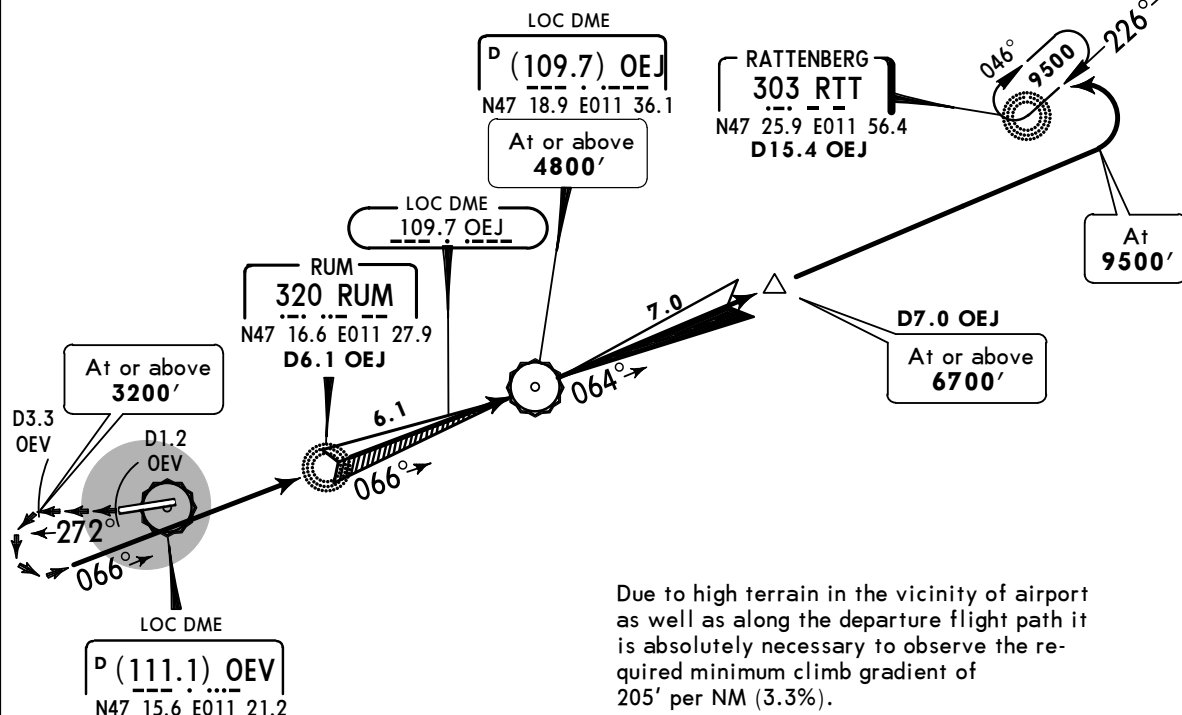 LOC DME
D (109.7) OEJ
N47 18.9 E011 36.1
At or above
4800'
RATTENBERG
303 RTT
N47 25.9 E011 56.4
D15.4 OEJ
046°
9500
226°
LOC DME
109.7 OEJ
RUM
320 RUM
N47 16.6 E011 27.9
D6.1 OEJ
At
9500'
7.0
D7.0 OEJ
At or above
6700'
At or above
3200'
064°
6.1
D3.3
OEV
D1.2
OEV
066°
272°
066°
LOC DME
D (111.1) OEV
N47 15.6 E011 21.2
Due to high terrain in the vicinity of airport
as well as along the departure flight path it
is absolutely necessary to observe the re-
quired minimum climb gradient of
205' per NM (3.3%).